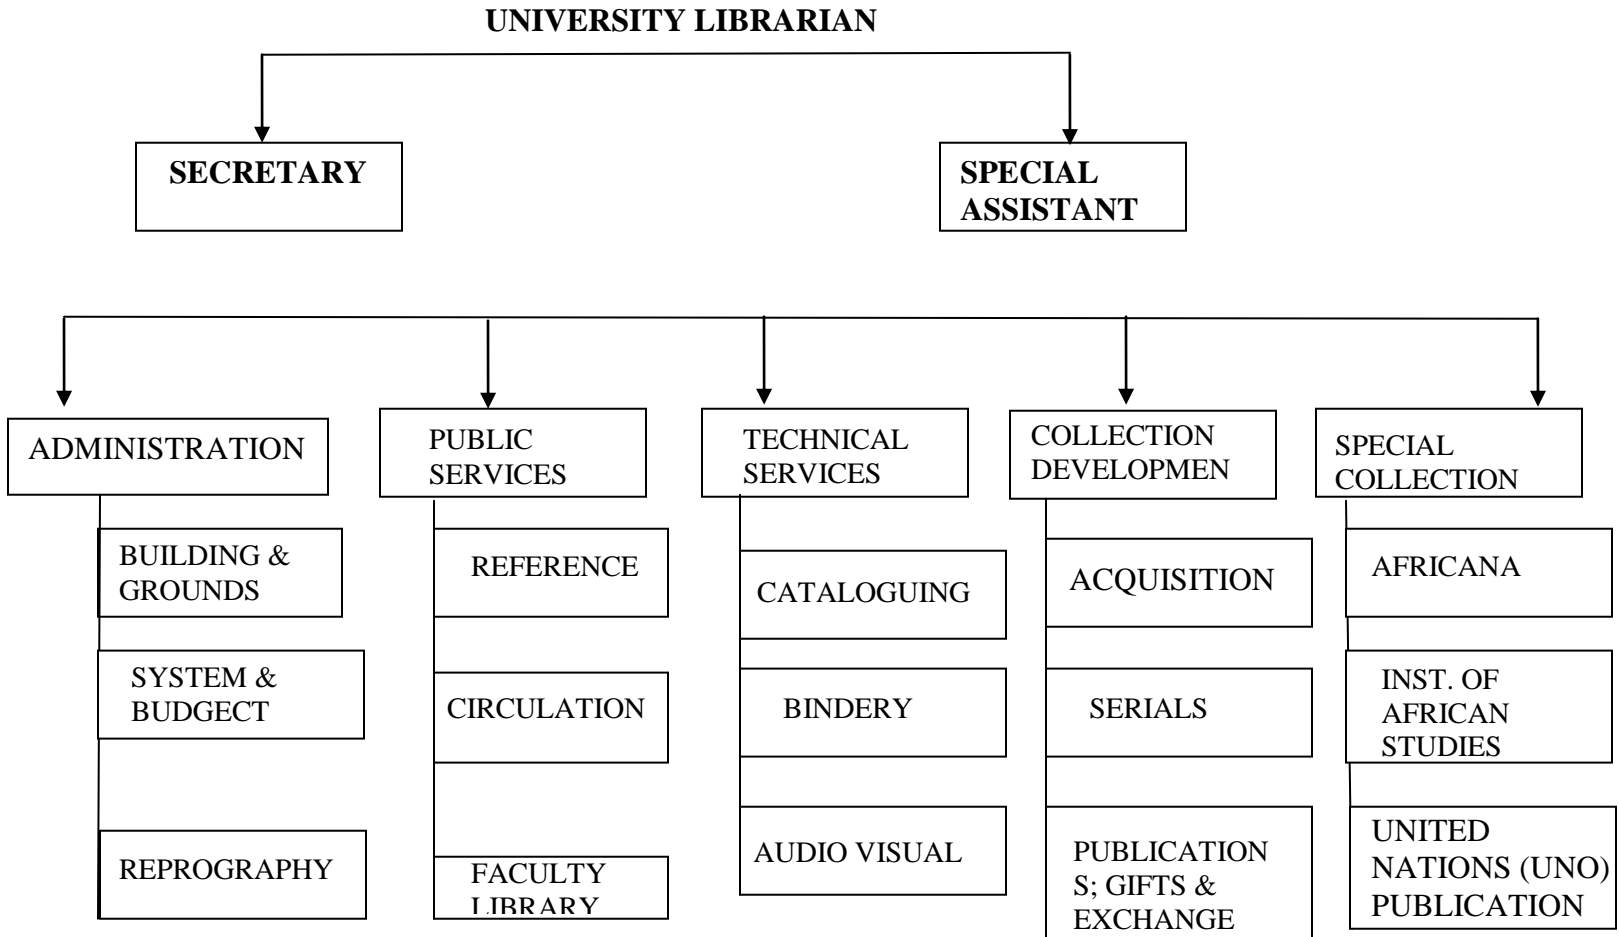 UNIVERSITY LIBRARIAN
SECRETARY
SPECIAL
ASSISTANT
ADMINISTRATION
PUBLIC
SERVICES
TECHNICAL
SERVICES
COLLECTION
DEVELOPMEN
SPECIAL
COLLECTION
BUILDING &
GROUNDS
REFERENCE
CATALOGUING
ACQUISITION
AFRICANA
SYSTEM &
BUDGECT
CIRCULATION
BINDERY
SERIALS
INST. OF
AFRICAN
STUDIES
REPROGRAPHY
FACULTY
LIBRARY
AUDIO VISUAL
PUBLICATION
S; GIFTS &
EXCHANGE
UNITED
NATIONS (UNO)
PUBLICATION